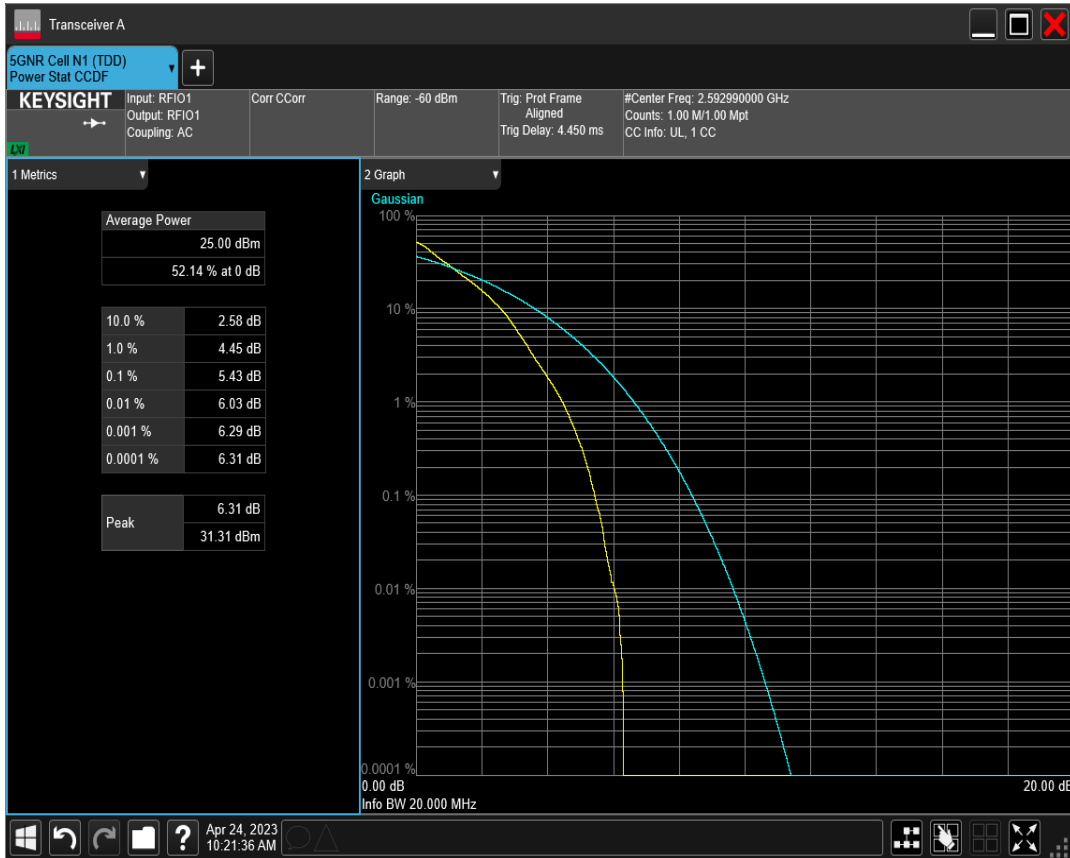 Transceiver A
5GNR Cell N1 (TDD)
Power Stat CCDF
+
KEYSIGHT
LXI
Input: RFIO1
Output: RFIO1
Coupling: AC
Corr CCorr
Range: -60 dBm
Trig: Prot Frame
Aligned
Trig Delay: 4.450 ms
#Center Freq: 2.592990000 GHz
Counts: 1.00 M/1.00 Mpt
CC Info: UL, 1 CC
1 Metrics
Average Power
25.00 dBm
52.14 % at 0 dB
10.0 % 2.58 dB
1.0 % 4.45 dB
0.1 % 5.43 dB
0.01 % 6.03 dB
0.001 % 6.29 dB
0.0001 % 6.31 dB
Peak 6.31 dB
31.31 dBm
2 Graph
Gaussian
100 %
10 %
1 %
0.1 %
0.01 %
0.001 %
0.0001 %
0.00 dB 20.00 dB
Info BW 20.000 MHz
?
Apr 24, 2023
10:21:36 AM